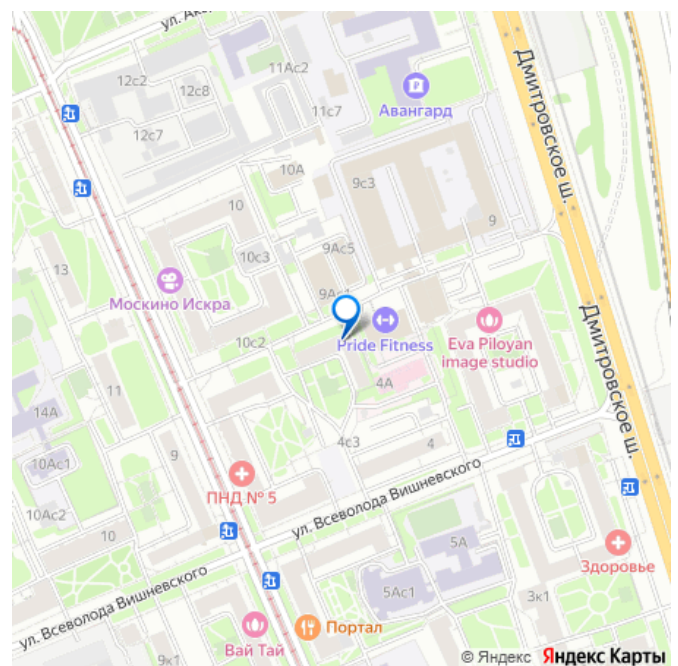 ул. Ак
12с2
12с8
11Ас2
Авангард
11с7
12с7
Дмитровское ш.
10А
9с3
10
9
13
10с3
9Ас5
Москино Искра
9Ас1
Pride Fitness
Eva Piloyan
image studio
10с2
Дмитровское ш.
11
4А
14А
10Ас1
9
4с3
4
ПНД № 5
10Ас2
ул. Всеволода Вишневского
10
5А
Здоровье
ул. Всеволода Вишневского
5Ас1
3к1
Вай Тай
Портал
9к1
© Яндекс Яндекс Карты